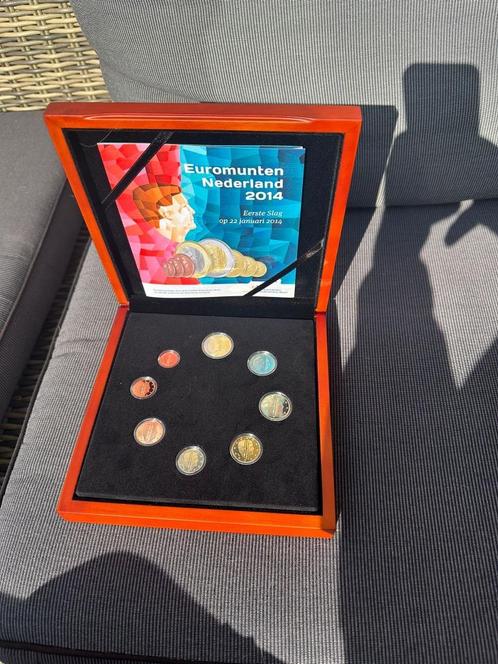 Euromunten
Nederland
2014
Eerste Slag
op 22 januari 2014